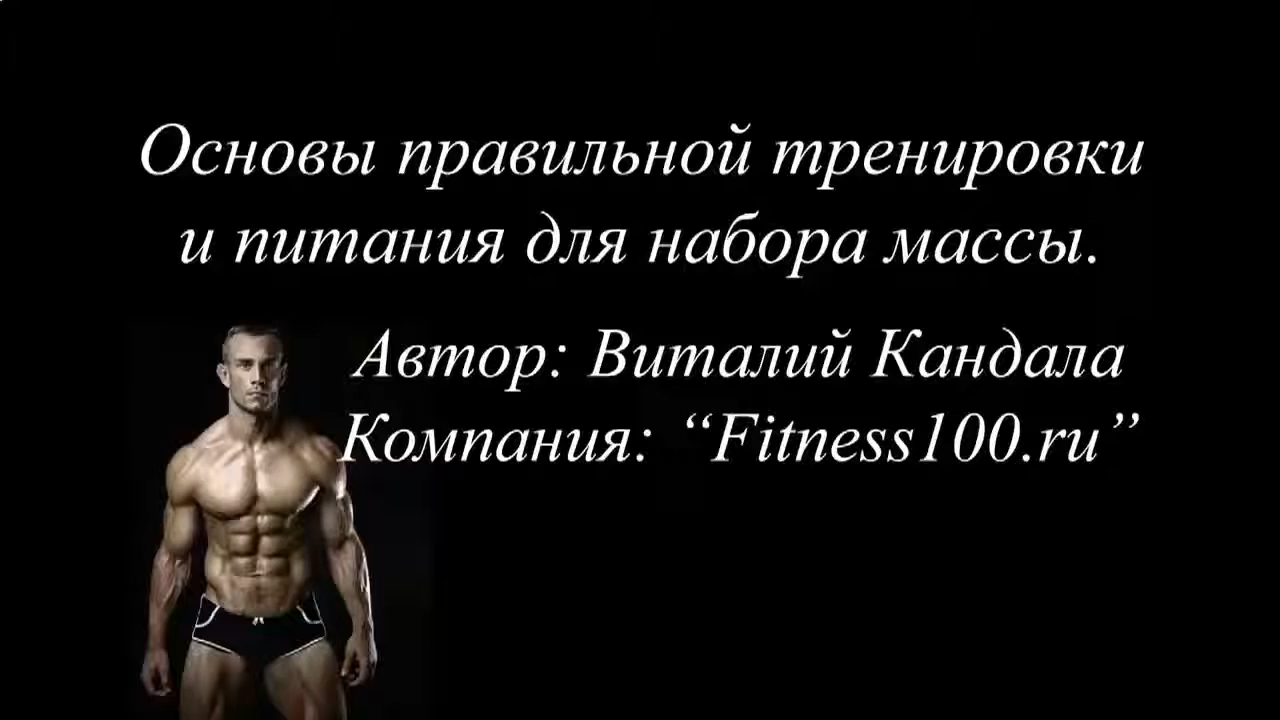 Основы правильной тренировки
и питания для набора массы.
Автор: Виталий Кандала
Компания: “Fitness100.ru”